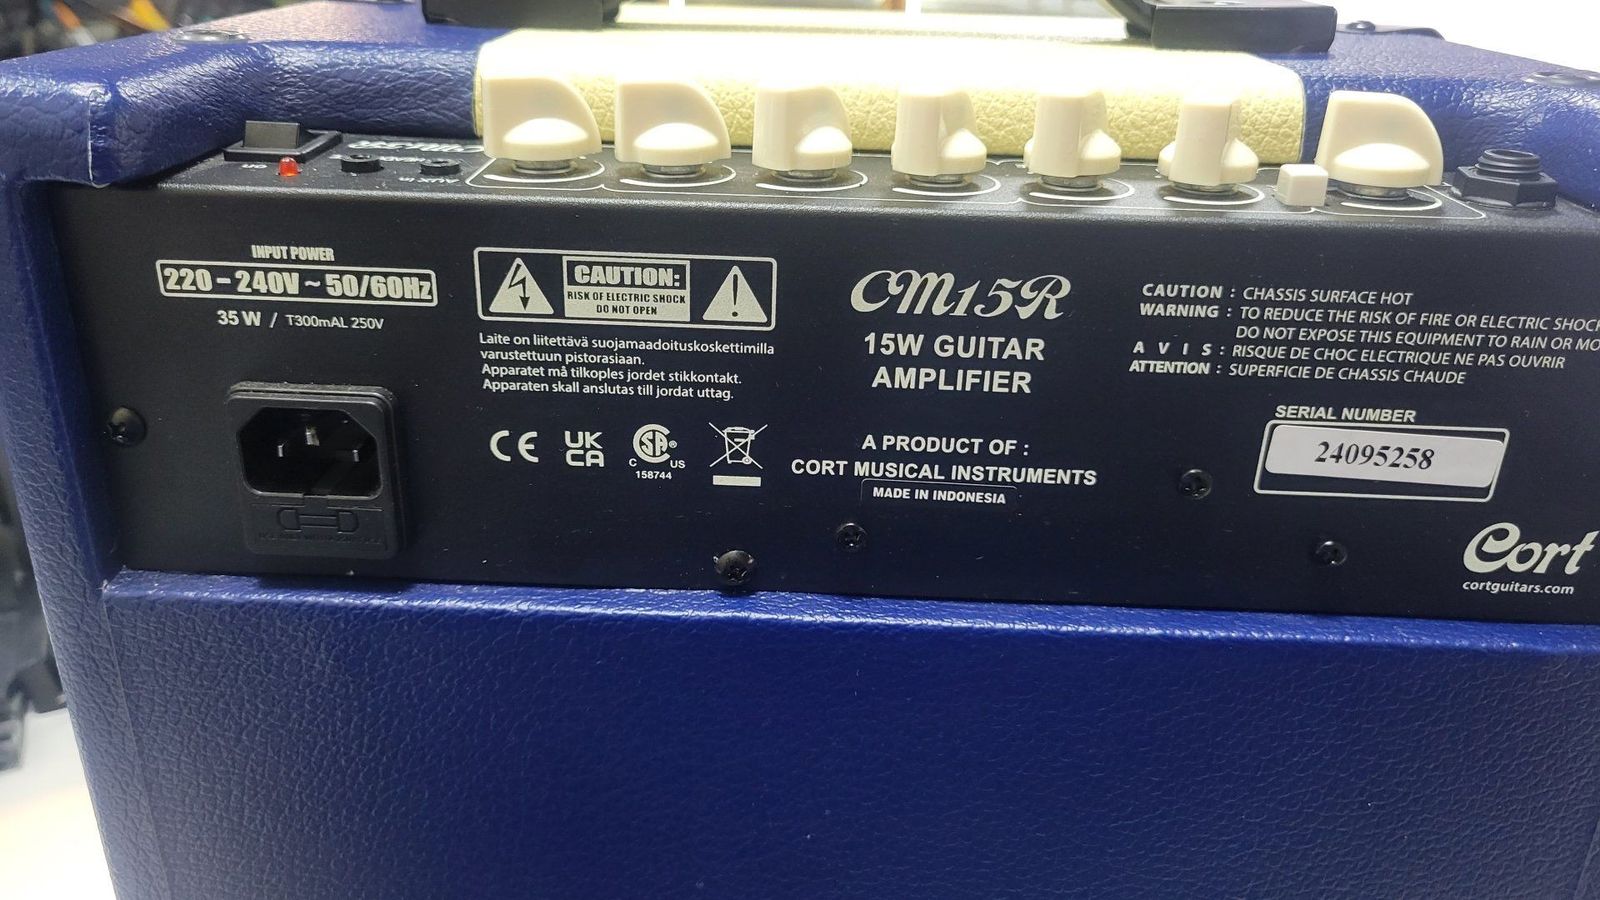 ON
AUX IN
INPUT POWER
220 - 240V ~ 50/60Hz
35 W / T300mAL 250V
CAUTION:
RISK OF ELECTRIC SHOCK
DO NOT OPEN
Laite on liitettävä suojamaadoituskoskettimilla
varustettuun pistorasiaan.
Apparatet må tilkoples jordet stikkontakt.
Apparaten skall anslutas till jordat uttag.
CE
UK
CA
SA®
C US
158744
CM15R
15W GUITAR
AMPLIFIER
A PRODUCT OF :
CORT MUSICAL INSTRUMENTS
MADE IN INDONESIA
CAUTION : CHASSIS SURFACE HOT
WARNING : TO REDUCE THE RISK OF FIRE OR ELECTRIC SHOCK
DO NOT EXPOSE THIS EQUIPMENT TO RAIN OR MO
A V I S : RISQUE DE CHOC ELECTRIQUE NE PAS OUVRIR
ATTENTION : SUPERFICIE DE CHASSIS CHAUDE
SERIAL NUMBER
24095258
Cort
cortguitars.com